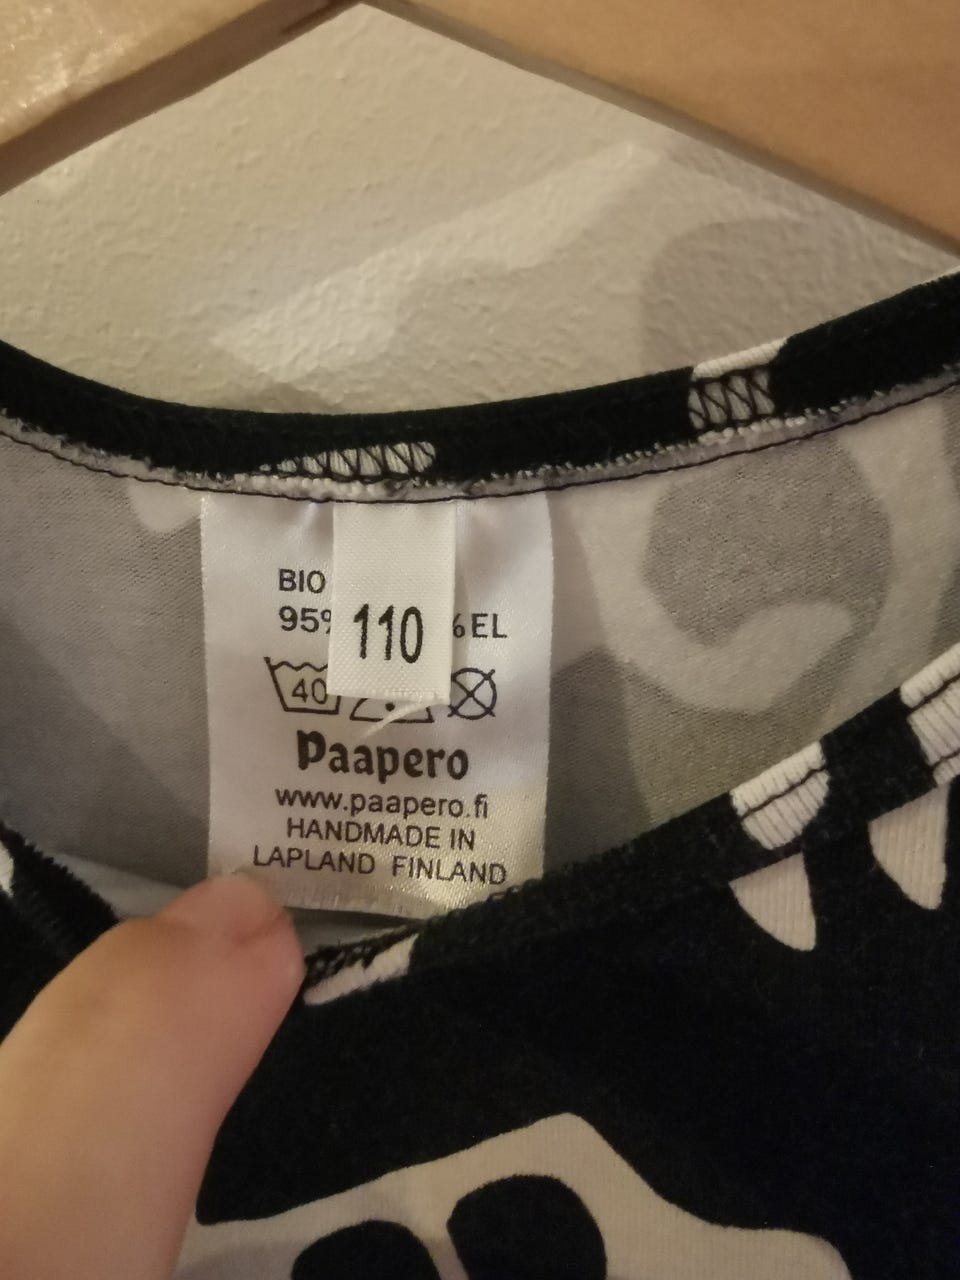 BIO
95%
110
% EL
40
Paapero
www.paapero.fi
HANDMADE IN
LAPLAND FINLAND